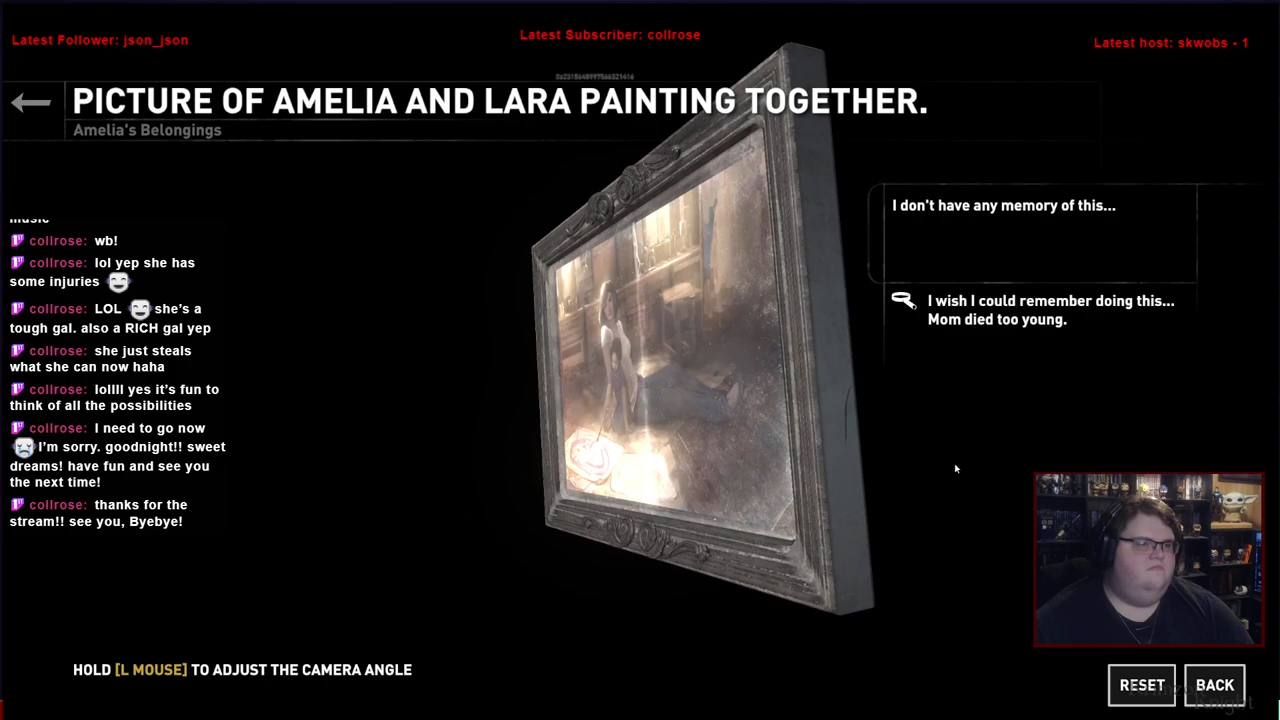 Latest Follower: json_json
Latest Subscriber: collrose
Latest host: skwobs - 1
PICTURE OF AMELIA AND LARA PAINTING TOGETHER.
Amelia's Belongings
music
collrose: wb!
collrose: lol yep she has
some injuries
collrose: LOL she's a
tough gal. also a RICH gal yep
collrose: she just steals
what she can now haha
collrose: lollll yes it's fun to
think of all the possibilities
collrose: I need to go now
I'm sorry. goodnight!! sweet
dreams! have fun and see you
the next time!
collrose: thanks for the
stream!! see you, Byebye!
I don't have any memory of this...
I wish I could remember doing this...
Mom died too young.
HOLD [L MOUSE] TO ADJUST THE CAMERA ANGLE
RESET
BACK